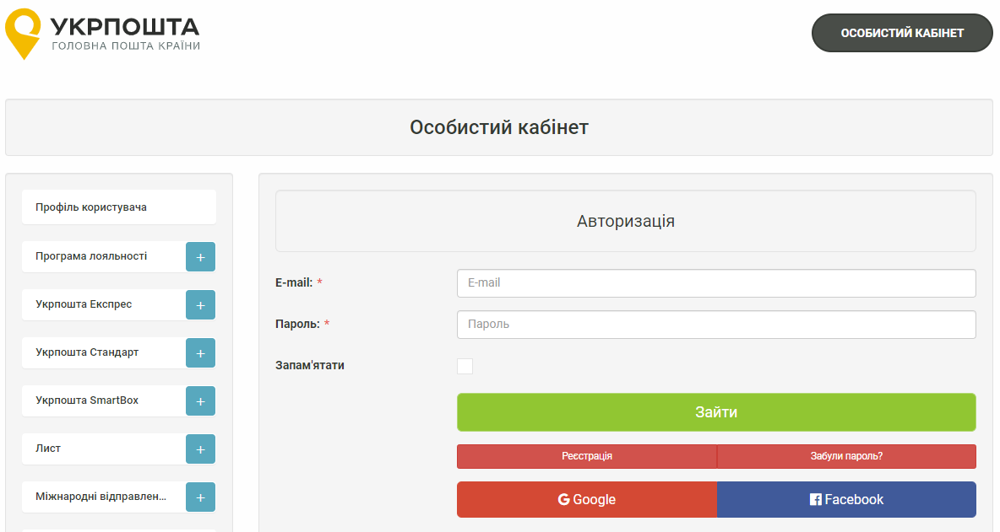 УКРПОШТА
ГОЛОВНА ПОШТА КРАЇНИ
ОСОБИСТИЙ КАБІНЕТ
Особистий кабінет
Профіль користувача
Програма лояльності +
Укрпошта Експрес +
Укрпошта Стандарт +
Укрпошта SmartBox +
Лист +
Міжнародні відправлен... +
Авторизація
E-mail: * E-mail
Пароль: * Пароль
Запам'ятати
Зайти
Реєстрація Забули пароль?
Google Facebook